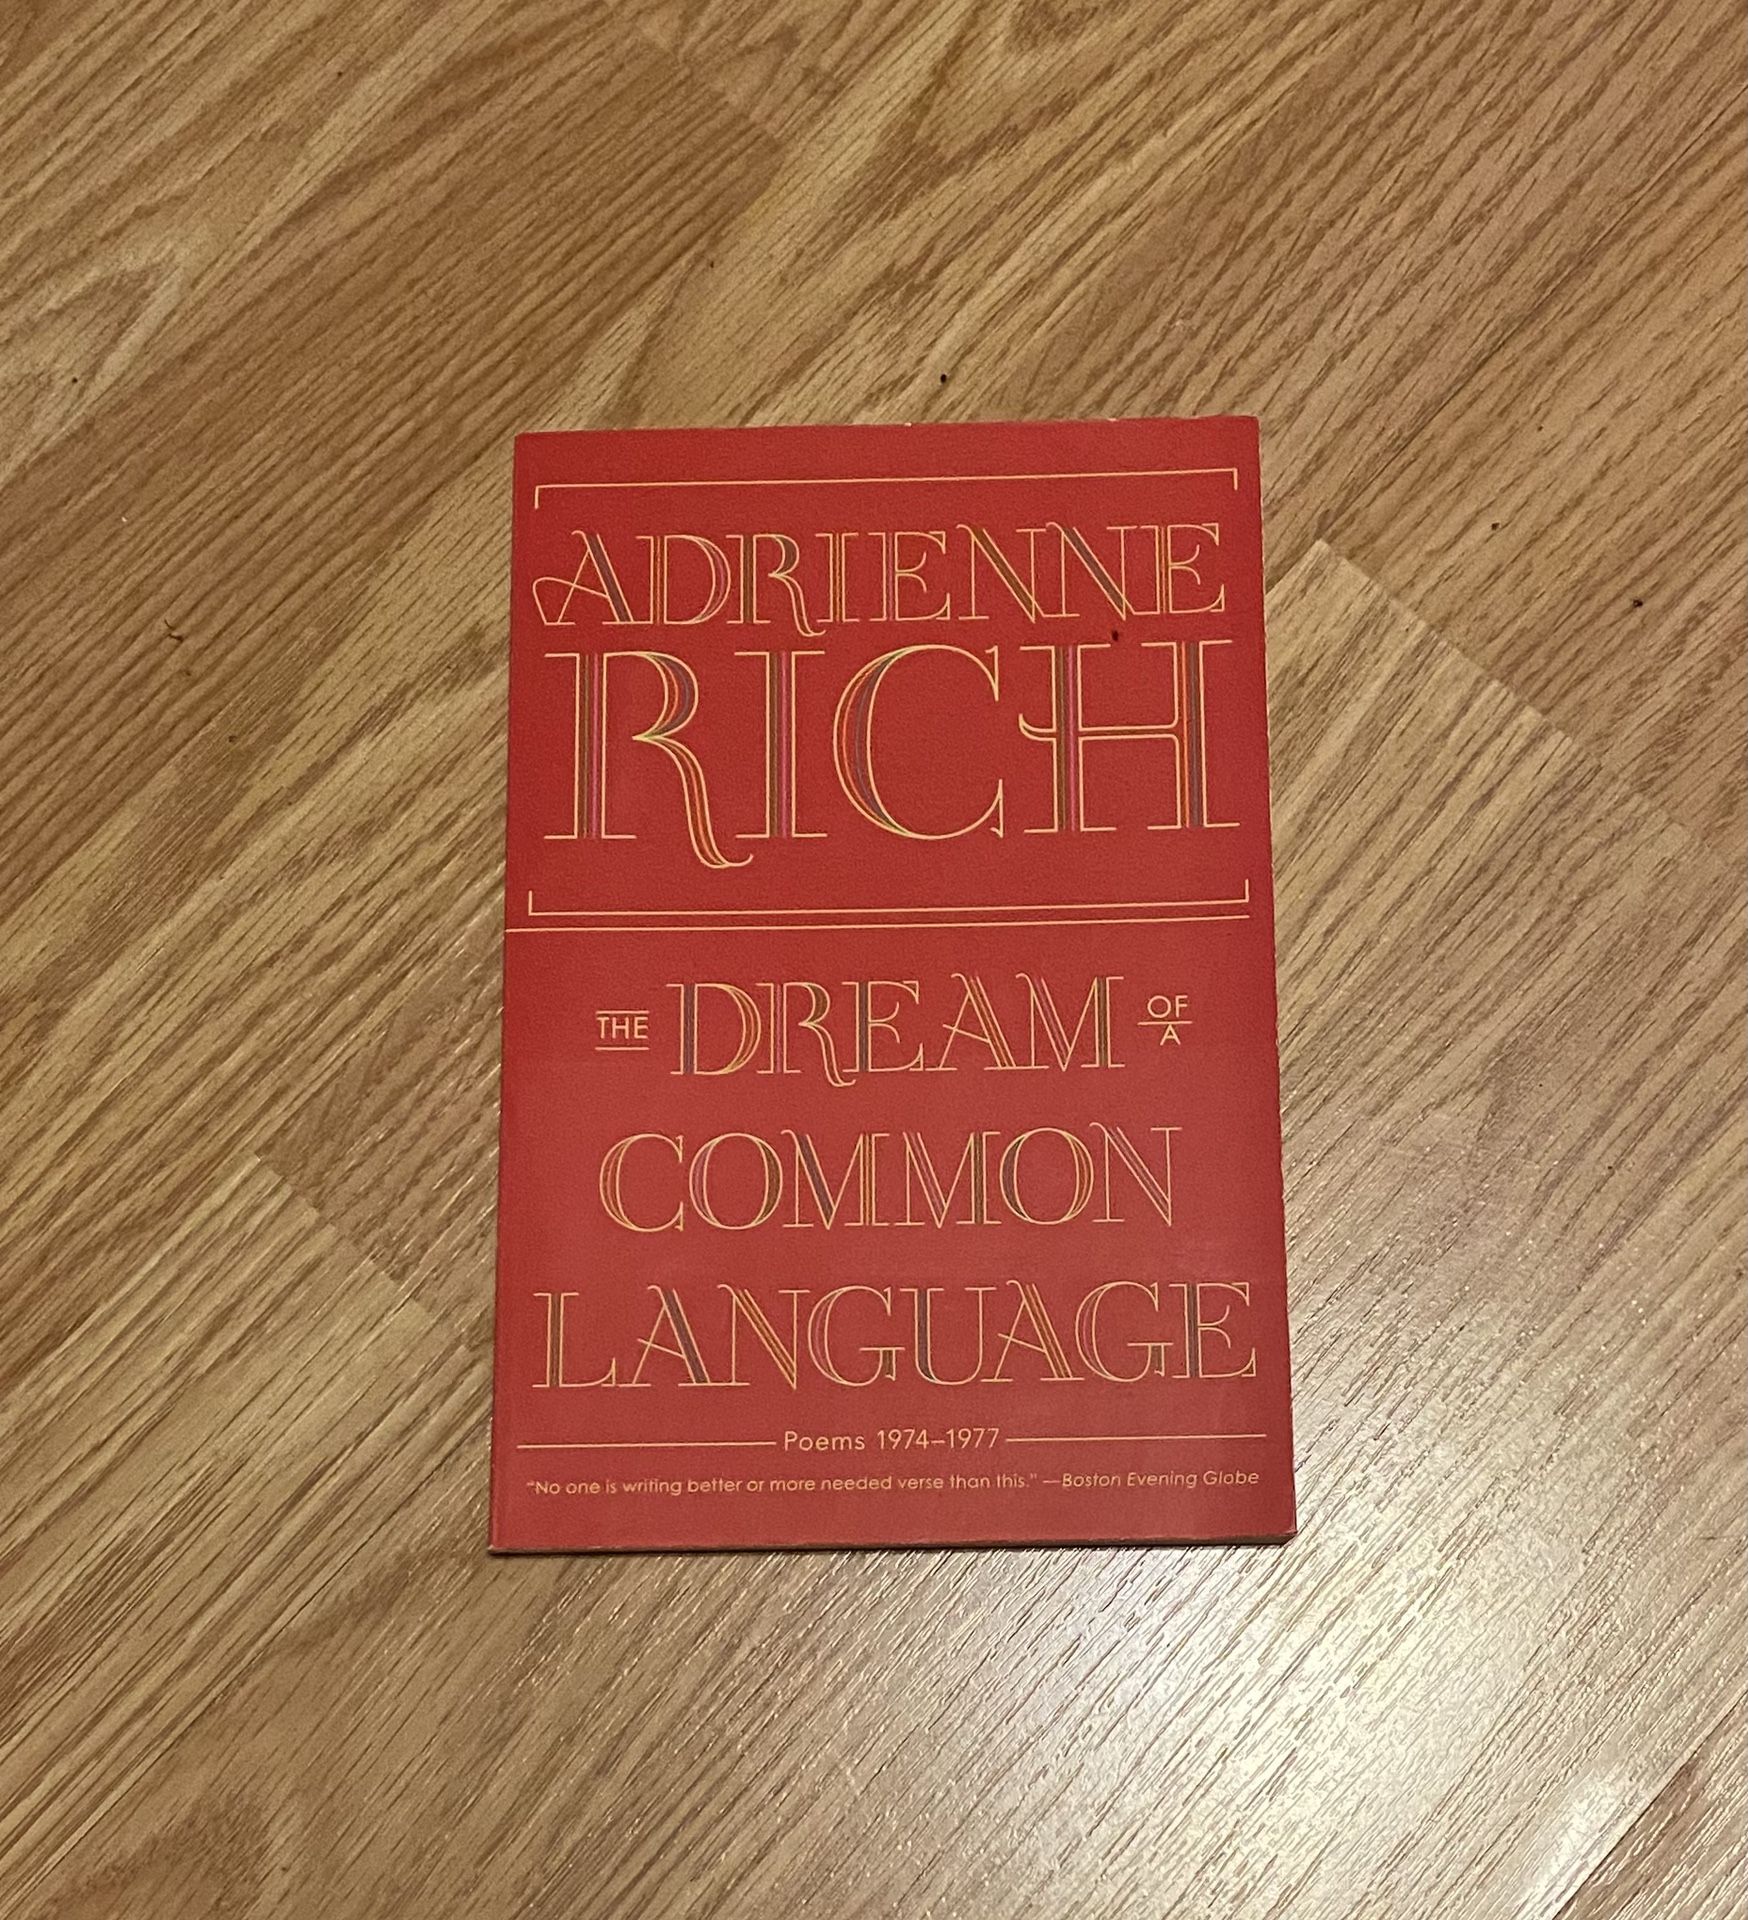 ADRIENNE
RICH
THE DREAM OF A
COMMON
LANGUAGE
Poems 1974–1977
"No one is writing better or more needed verse than this." —Boston Evening Globe